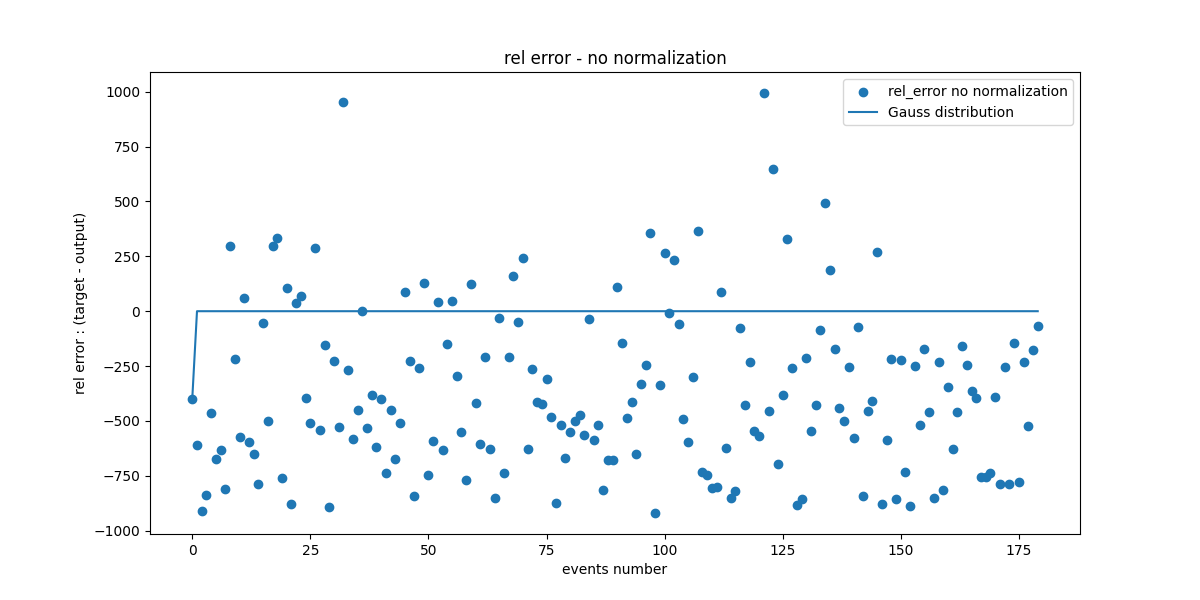 rel error - no normalization
rel_error no normalization
Gauss distribution
rel error : (target - output)
1000
750
500
250
0
−250
−500
−750
−1000
0 25 50 75 100 125 150 175
events number